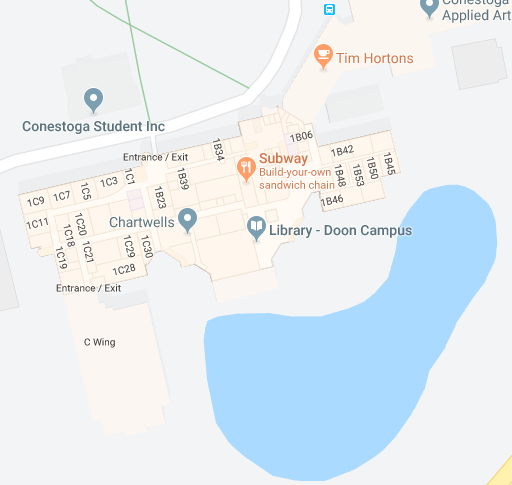 Conestoga
Applied Art
Tim Hortons
Conestoga Student Inc
1B06
1B34
1B42
1B45
Entrance / Exit
Subway
Build-your-own
sandwich chain
1B50
1B53
1B48
1C1
1C3
1B39
1C5
1C7
1C9
1B23
1B46
1C11
Chartwells
Library - Doon Campus
1C20
1C18
1C30
1C29
1C21
1C19
1C28
Entrance / Exit
C Wing